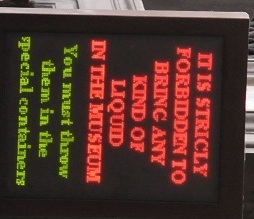 IT IS STRICLY
FORBIDDEN TO
BRING ANY
KIND OF
LIQUID
IN THE MUSEUM
You must throw
them in the
special containers